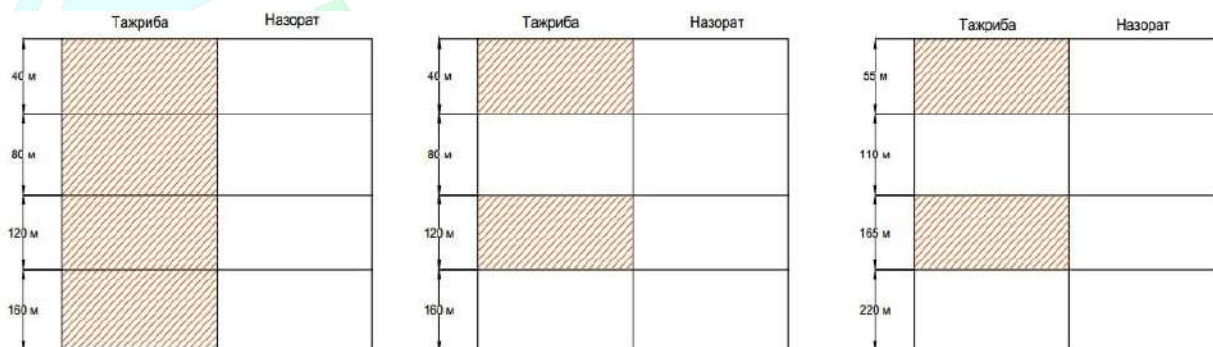 Тажриба Назорат
40 м
80 м
120 м
160 м
Тажриба Назорат
40 м
80 м
120 м
160 м
Тажриба Назорат
55 м
110 м
165 м
220 м